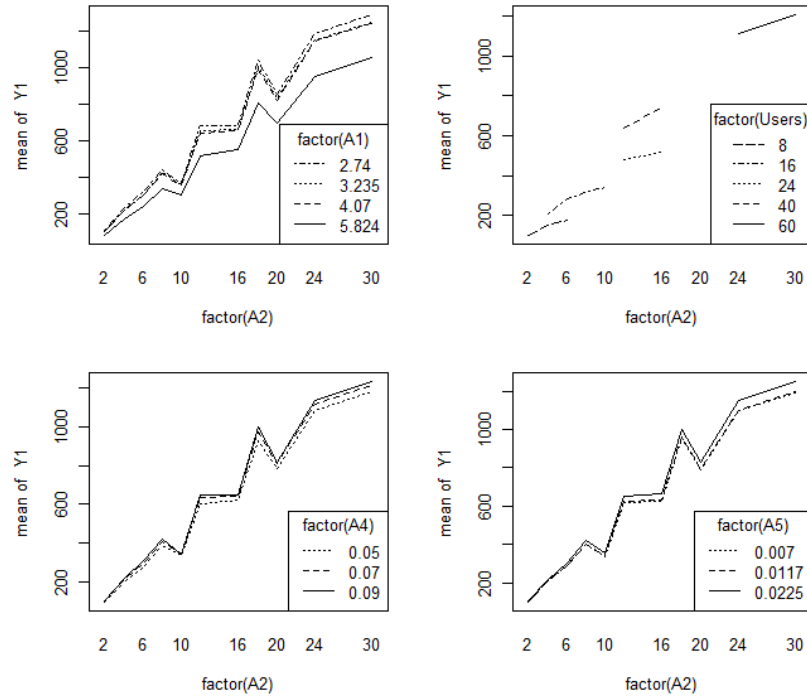 mean of Y1
1000
600
200
factor(A1)
2.74
3.235
4.07
5.824
2 6 10 16 20 24 30
factor(A2)
mean of Y1
1000
600
200
factor(Users)
8
16
24
40
60
2 6 10 16 20 24 30
factor(A2)
mean of Y1
1000
600
200
factor(A4)
0.05
0.07
0.09
2 6 10 16 20 24 30
factor(A2)
mean of Y1
1000
600
200
factor(A5)
0.007
0.0117
0.0225
2 6 10 16 20 24 30
factor(A2)